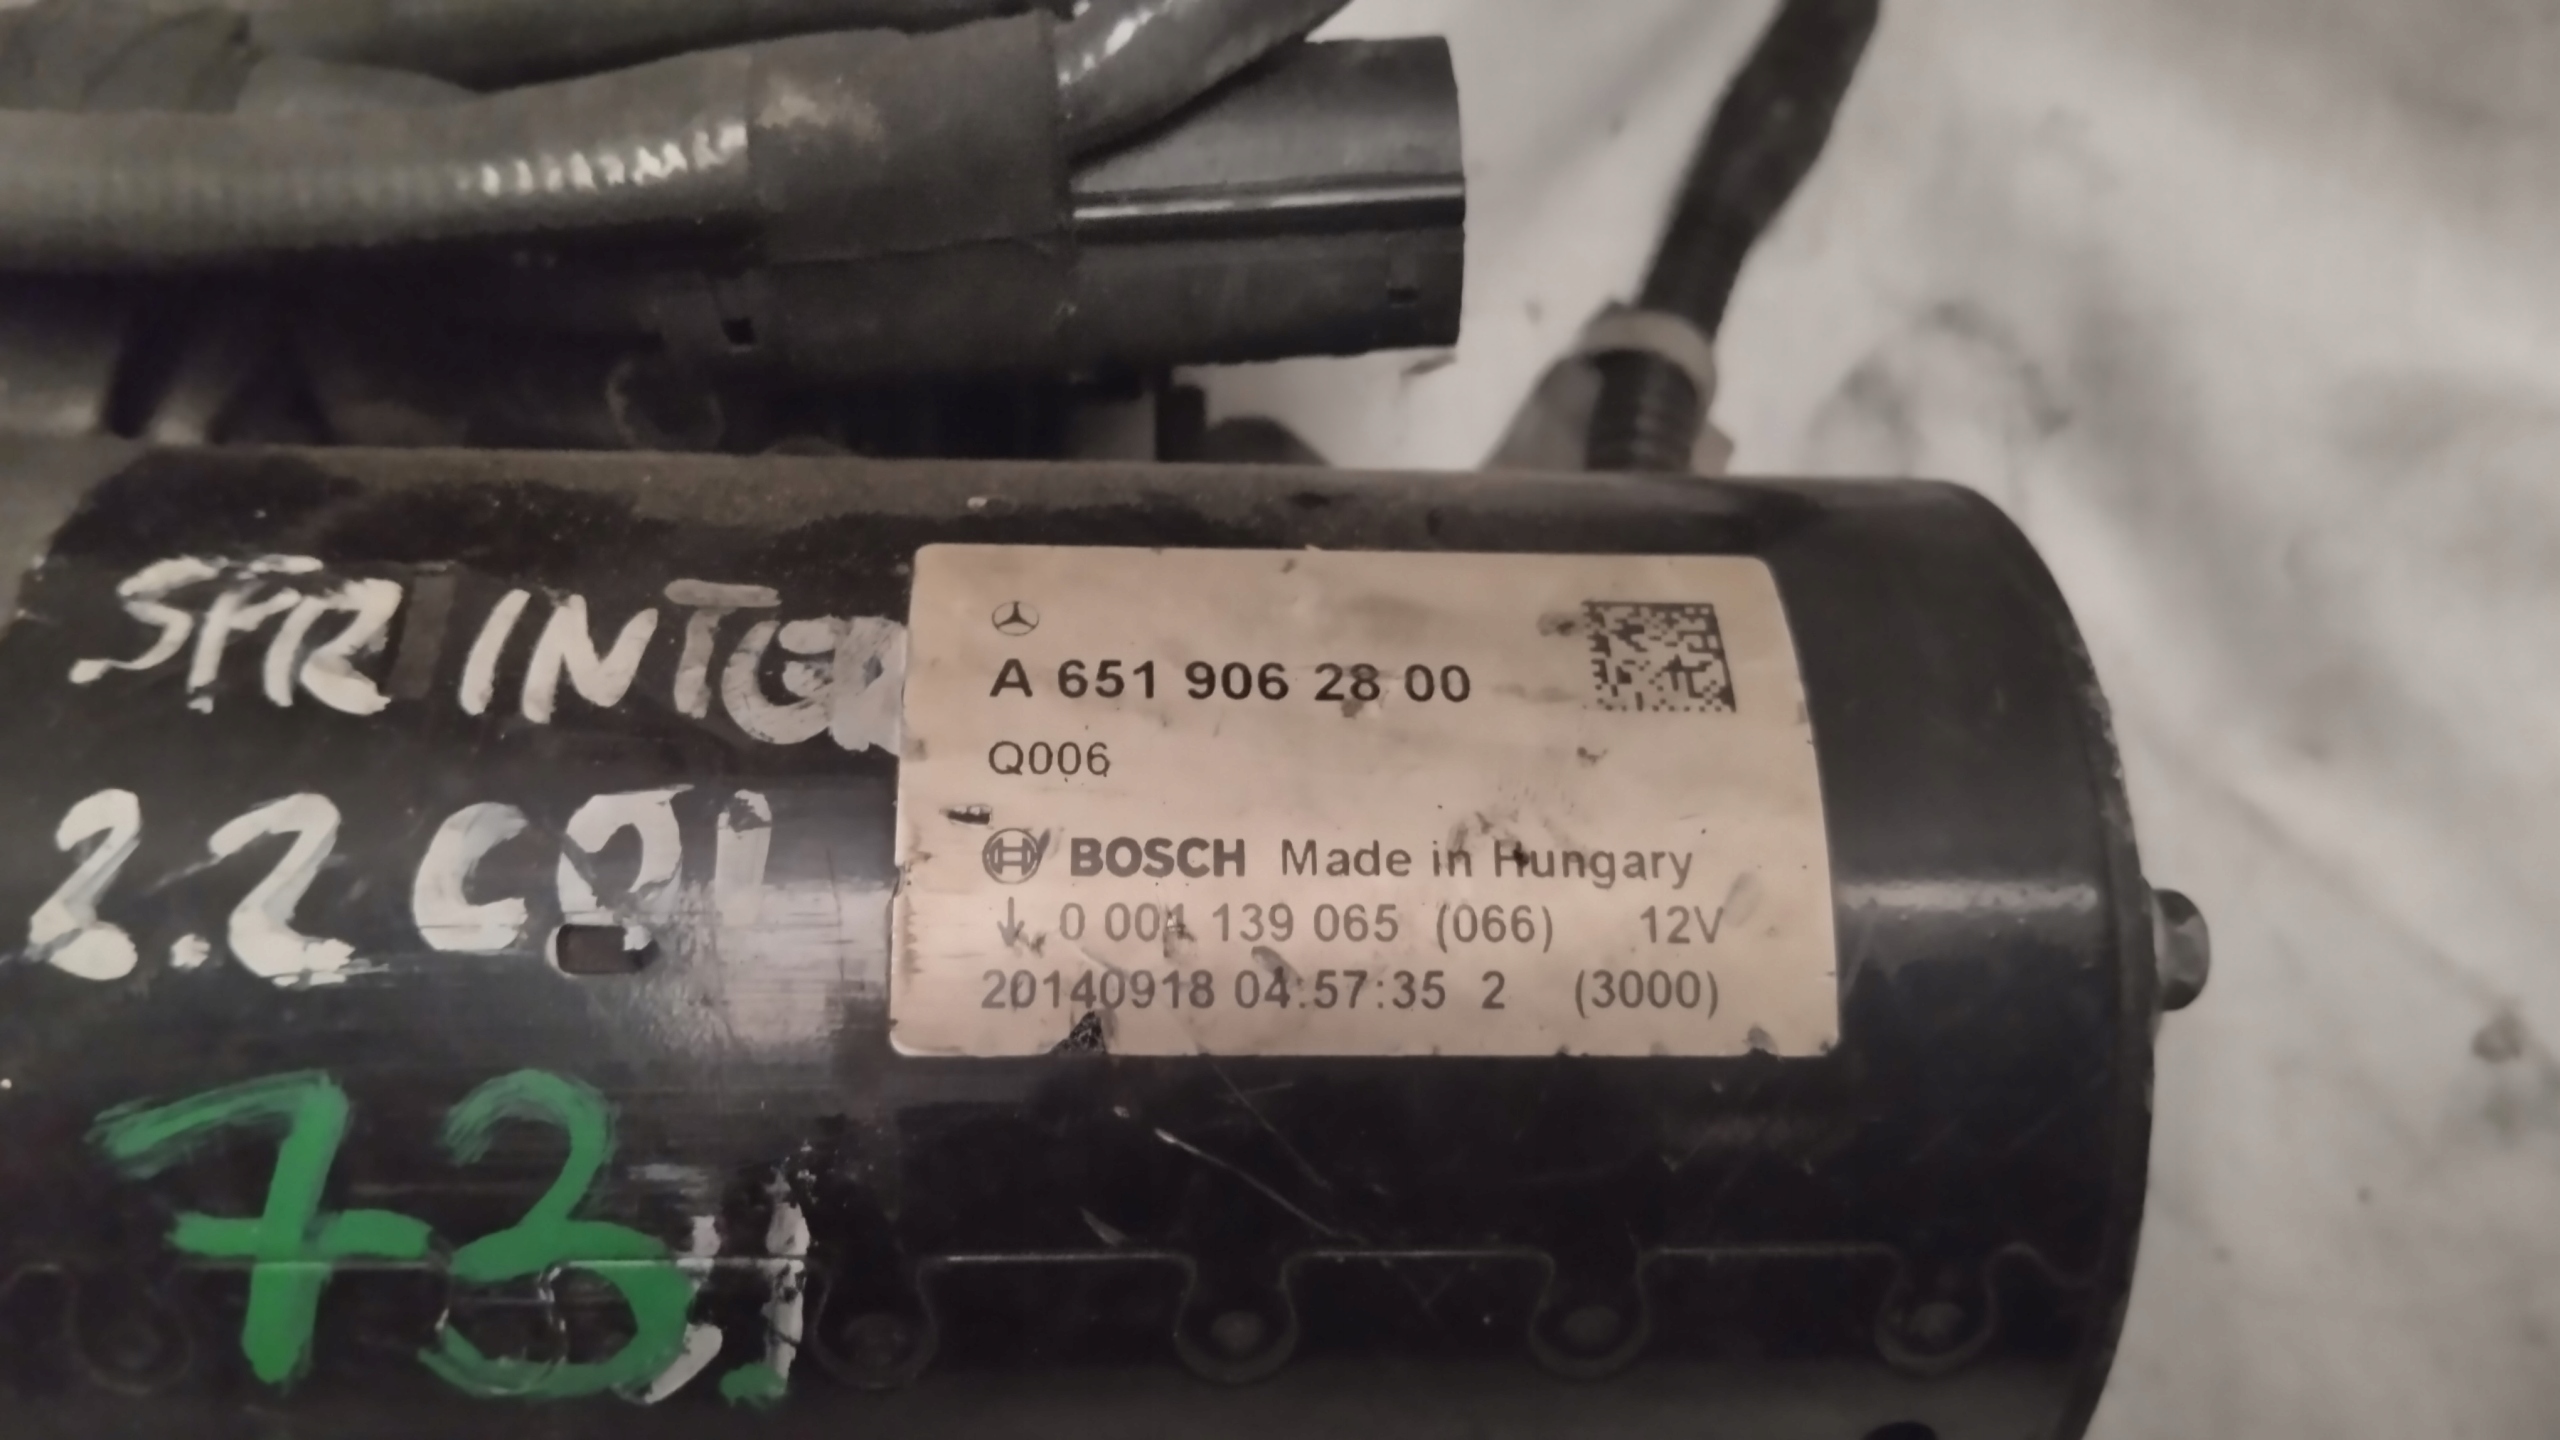 SPRINTER
2.2 CDI
73.
A 651 906 28 00
Q006
BOSCH Made in Hungary
↓ 0 001 139 065 (066) 12V
20140918 04:57:35 2 (3000)